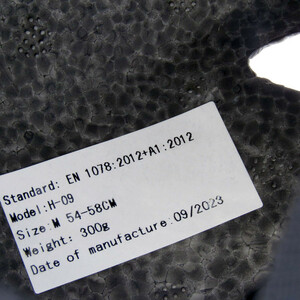 Standard: EN 1078:2012+A1:2012
Model:H-09
Size:M 54-58CM
Weight: 300g
Date of manufacture:09/2023